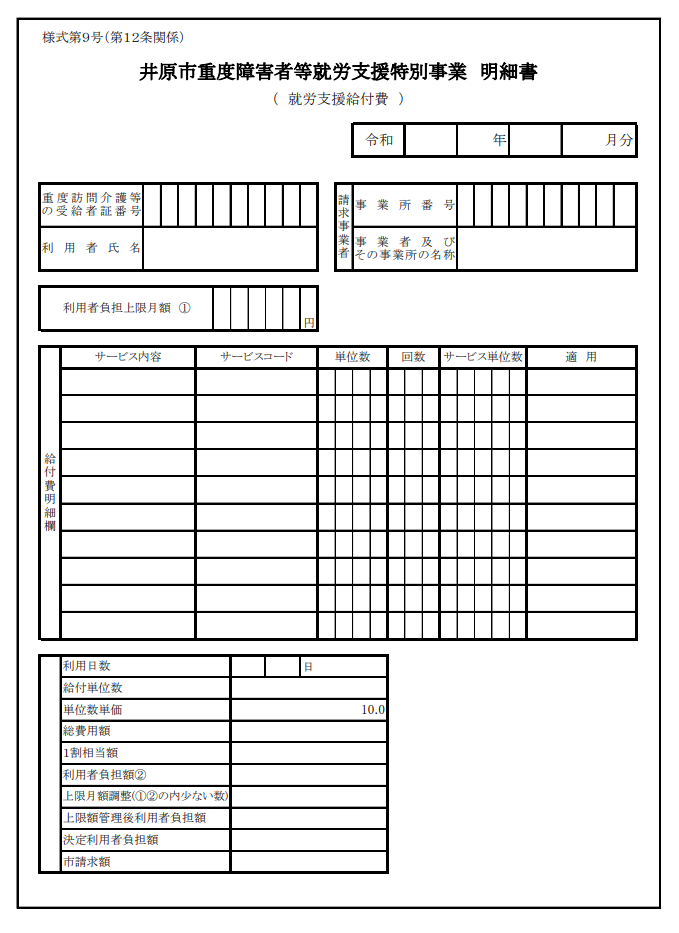 様式第９号（第１２条関係）
井原市重度障害者等就労支援特別事業　明細書
（ 就労支援給付費 ）
令和　年　月分
重度訪問介護等
の受給者証番号
利用者氏名
請求事業者
事業所番号
事業者及び
その事業所の名称
利用者負担上限月額　①
円
給付費明細欄
サービス内容　サービスコード　単位数　回数　サービス単位数　適　用
利用日数　日
給付単位数
単位数単価　10.0
総費用額
１割相当額
利用者負担額②
上限月額調整(①②の内少ない数)
上限額管理後利用者負担額
決定利用者負担額
市請求額